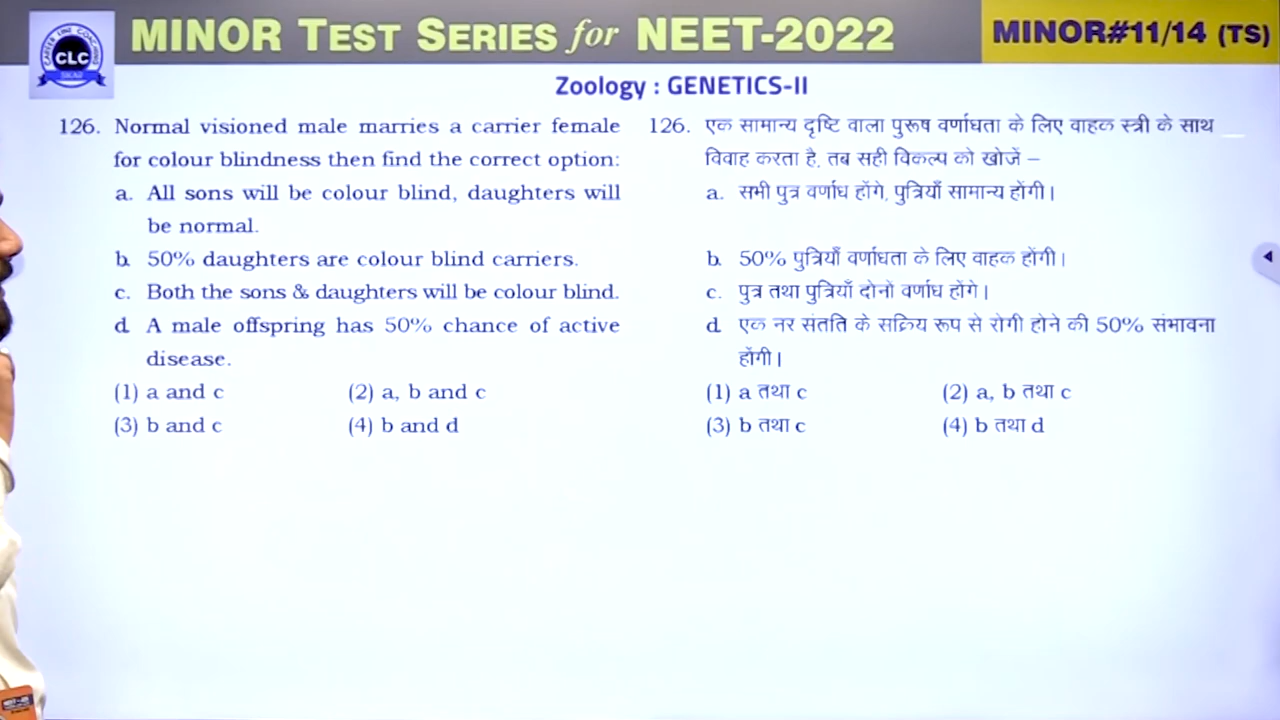 MINOR TEST SERIES for NEET-2022
MINOR#11/14 (TS)
CAREER LINE COACHING
CLC
SIKAR
Zoology : GENETICS-II
126. Normal visioned male marries a carrier female
for colour blindness then find the correct option:
a. All sons will be colour blind, daughters will
be normal.
b. 50% daughters are colour blind carriers.
c. Both the sons & daughters will be colour blind.
d. A male offspring has 50% chance of active
disease.
(1) a and c (2) a, b and c
(3) b and c (4) b and d
126. एक सामान्य दृष्टि वाला पुरूष वर्णाधता के लिए वाहक स्त्री के साथ
विवाह करता है, तब सही विकल्प को खोजें –
a. सभी पुत्र वर्णाध होंगे, पुत्रियाँ सामान्य होंगी।
b. 50% पुत्रियाँ वर्णाधता के लिए वाहक होंगी।
c. पुत्र तथा पुत्रियाँ दोनो वर्णाध होंगे।
d. एक नर संतति के सक्रिय रूप से रोगी होने की 50% संभावना
होंगी।
(1) a तथा c (2) a, b तथा c
(3) b तथा c (4) b तथा d